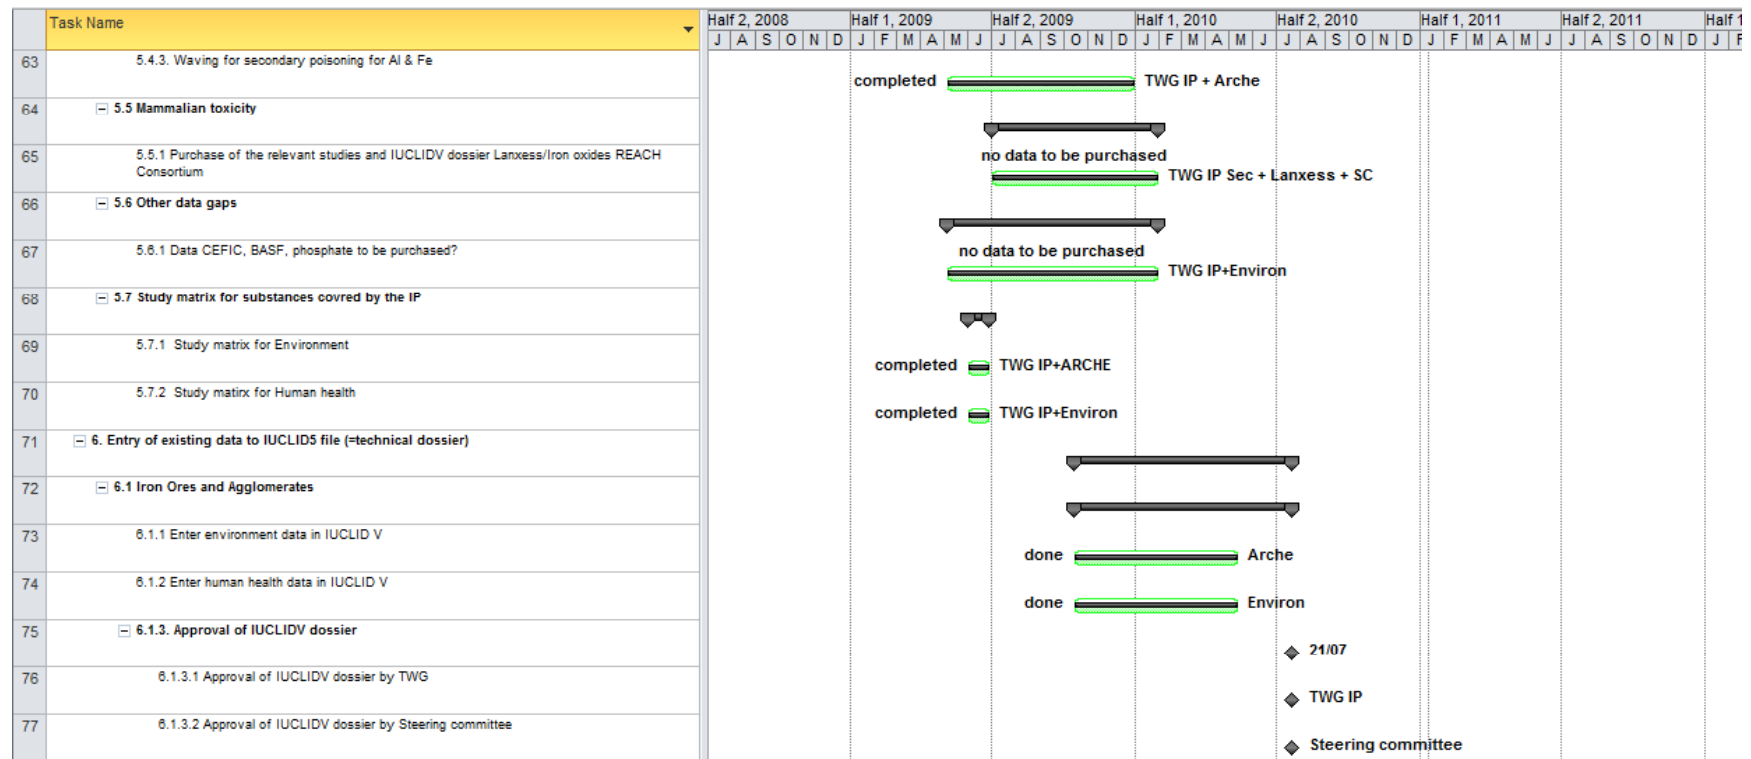 Task Name
Half 2, 2008 Half 1, 2009 Half 2, 2009 Half 1, 2010 Half 2, 2010 Half 1, 2011 Half 2, 2011 Half 1
J A S O N D J F M A M J J A S O N D J F M A M J J A S O N D J F M A M J J A S O N D J F
63 5.4.3. Waving for secondary poisoning for Al & Fe
completed TWG IP + Arche
64 5.5 Mammalian toxicity
65 5.5.1 Purchase of the relevant studies and IUCLIDV dossier Lanxess/Iron oxides REACH
Consortium
no data to be purchased
TWG IP Sec + Lanxess + SC
66 5.6 Other data gaps
67 5.6.1 Data CEFIC, BASF, phosphate to be purchased?
no data to be purchased
TWG IP+Environ
68 5.7 Study matrix for substances covred by the IP
69 5.7.1 Study matrix for Environment
completed TWG IP+ARCHE
70 5.7.2 Study matirx for Human health
completed TWG IP+Environ
71 6. Entry of existing data to IUCLID5 file (=technical dossier)
72 6.1 Iron Ores and Agglomerates
73 6.1.1 Enter environment data in IUCLID V
done Arche
74 6.1.2 Enter human health data in IUCLID V
done Environ
75 6.1.3. Approval of IUCLIDV dossier
21/07
76 6.1.3.1 Approval of IUCLIDV dossier by TWG
TWG IP
77 6.1.3.2 Approval of IUCLIDV dossier by Steering committee
Steering committee